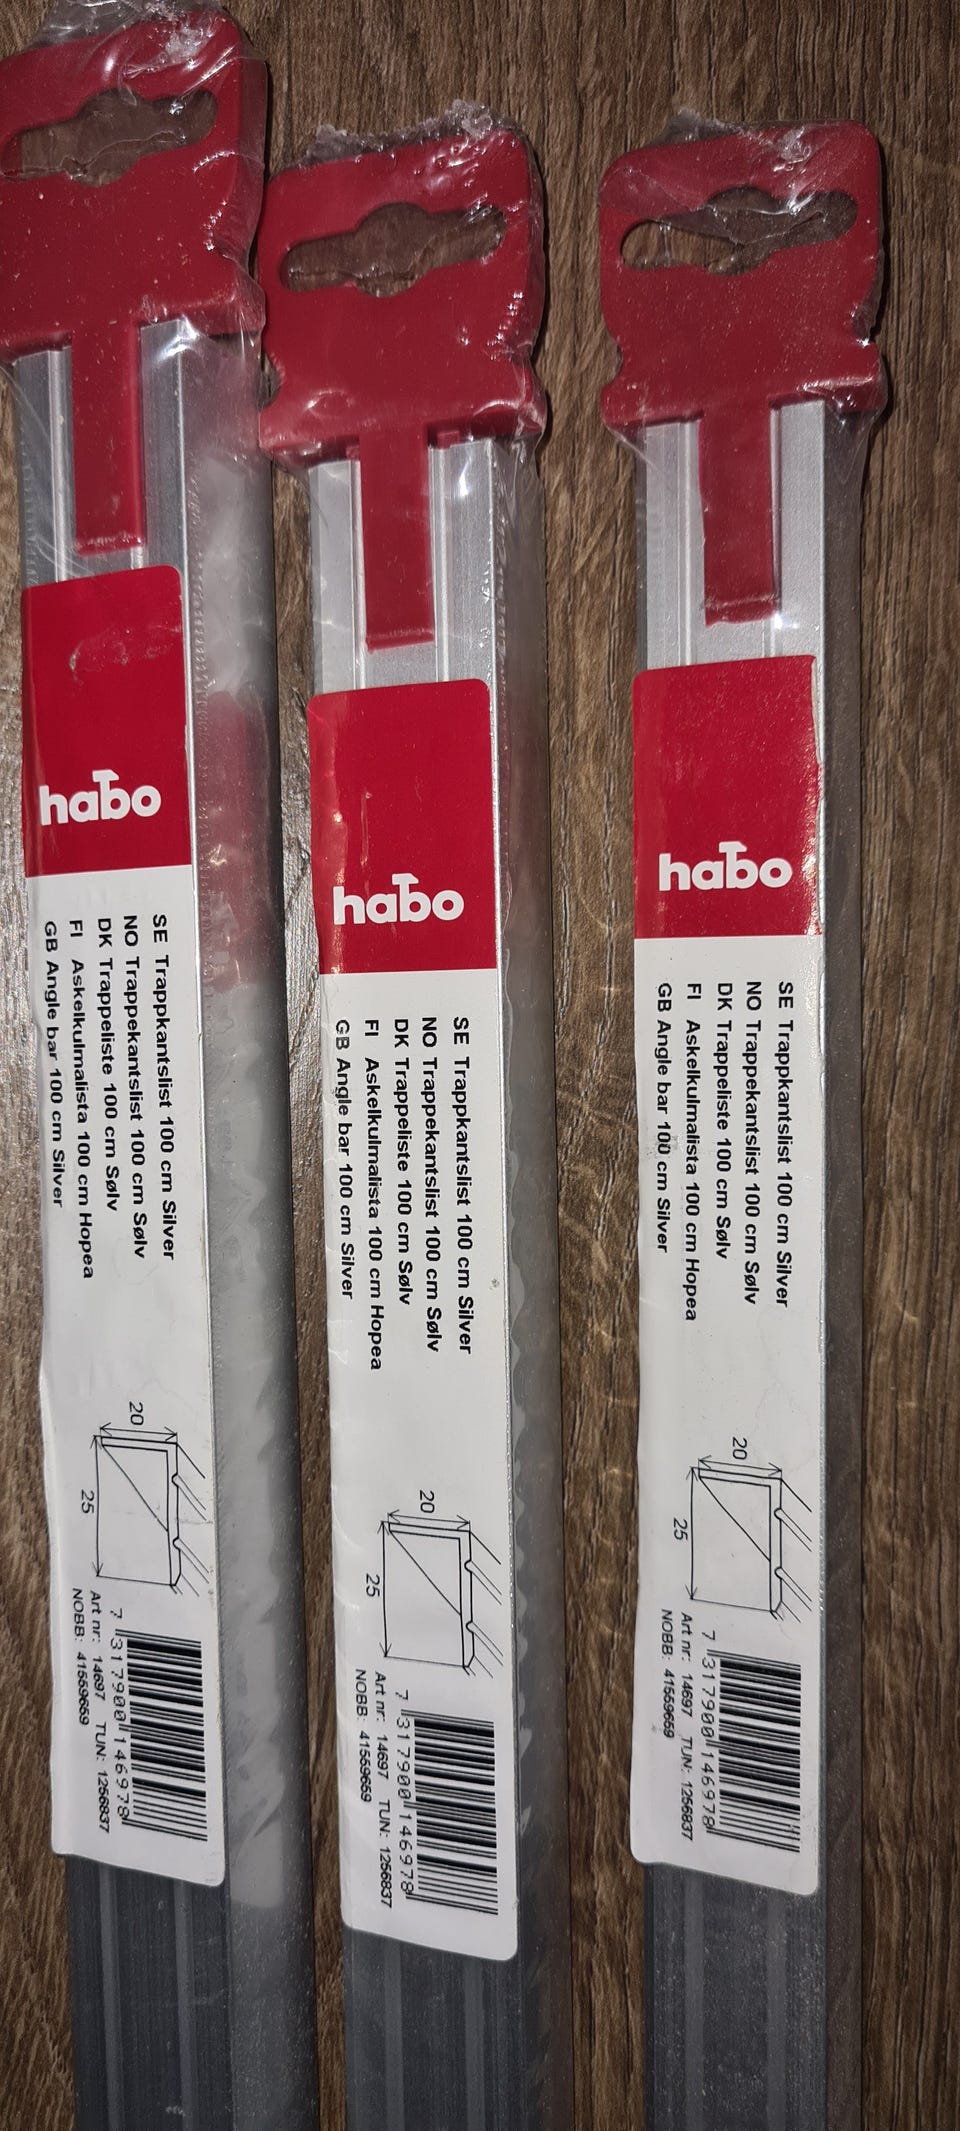 habo
SE Trappkantslist 100 cm Silver
NO Trappekantslist 100 cm Sølv
DK Trappeliste 100 cm Sølv
FI Askelkulmalista 100 cm Hopea
GB Angle bar 100 cm Silver
20
25
7 317900 146978
Art nr: 14697 TUN: 1256837
NOBB: 41559659
habo
SE Trappkantslist 100 cm Silver
NO Trappekantslist 100 cm Sølv
DK Trappeliste 100 cm Sølv
FI Askelkulmalista 100 cm Hopea
GB Angle bar 100 cm Silver
20
25
7 317900 146978
Art nr: 14697 TUN: 1256837
NOBB: 41559659
habo
SE Trappkantslist 100 cm Silver
NO Trappekantslist 100 cm Sølv
DK Trappeliste 100 cm Sølv
FI Askelkulmalista 100 cm Hopea
GB Angle bar 100 cm Silver
20
25
7 317900 146978
Art nr: 14697 TUN: 1256837
NOBB: 41559659